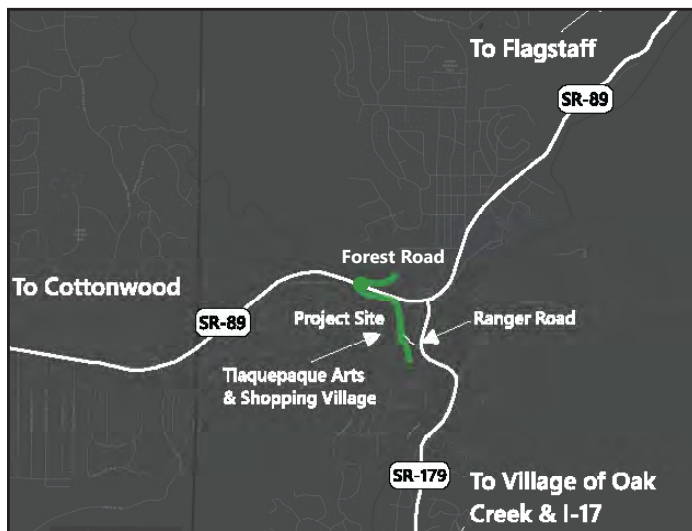 To Flagstaff
SR-89
Forest Road
To Cottonwood
SR-89
Project Site
Ranger Road
Tlaquepaque Arts
& Shopping Village
SR-179
To Village of Oak
Creek & I-17